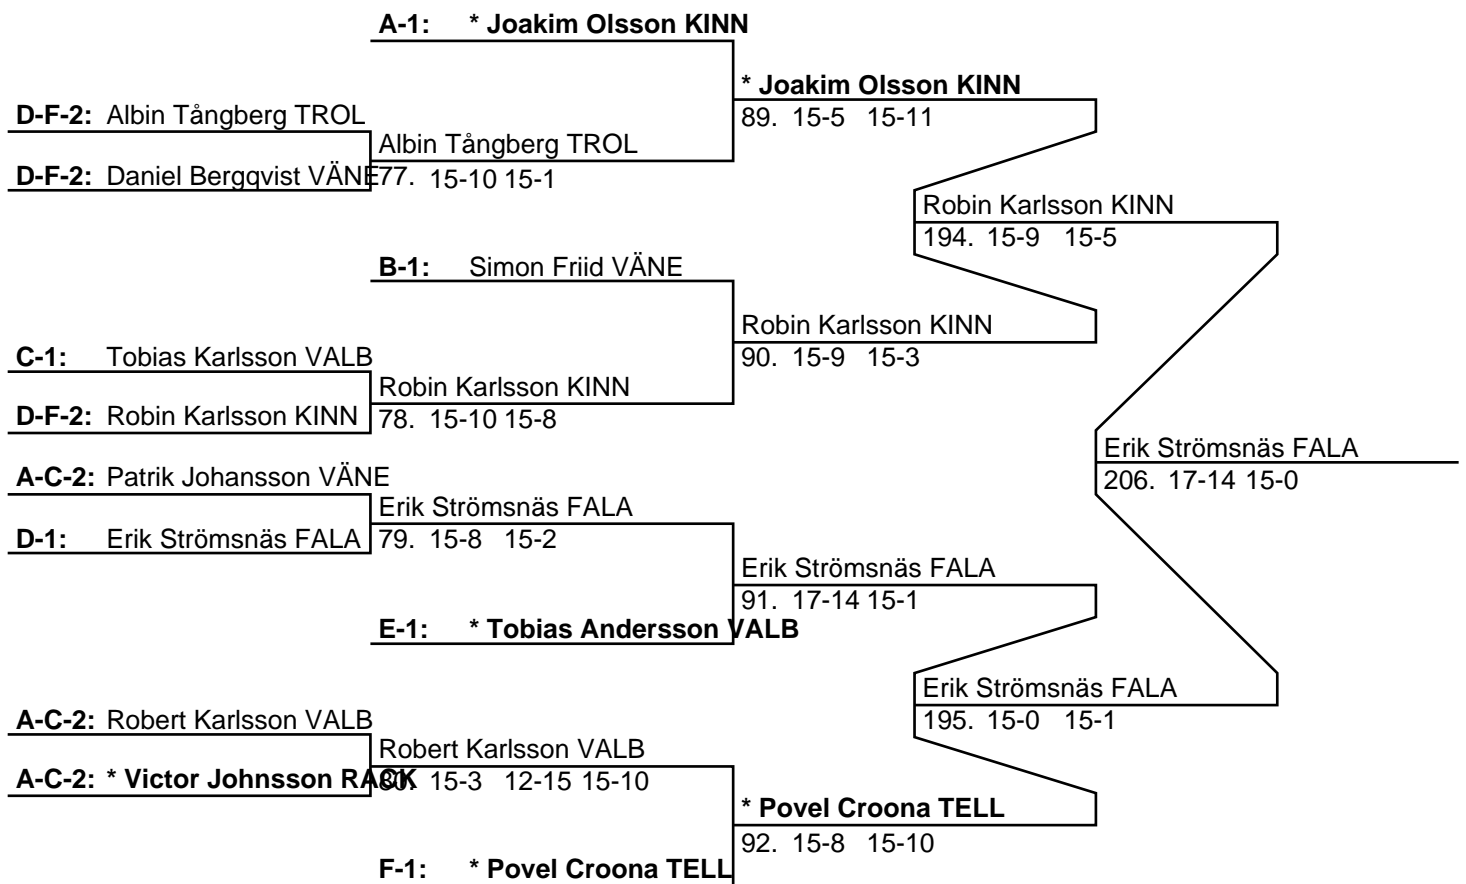 A-1: * Joakim Olsson KINN
* Joakim Olsson KINN
D-F-2: Albin Tångberg TROL
89. 15-5 15-11
Albin Tångberg TROL
D-F-2: Daniel Bergqvist VÄNE
77. 15-10 15-1
Robin Karlsson KINN
194. 15-9 15-5
B-1: Simon Friid VÄNE
Robin Karlsson KINN
C-1: Tobias Karlsson VALB
90. 15-9 15-3
Robin Karlsson KINN
D-F-2: Robin Karlsson KINN
78. 15-10 15-8
Erik Strömsnäs FALA
A-C-2: Patrik Johansson VÄNE
206. 17-14 15-0
Erik Strömsnäs FALA
D-1: Erik Strömsnäs FALA
79. 15-8 15-2
Erik Strömsnäs FALA
91. 17-14 15-1
E-1: * Tobias Andersson VALB
Erik Strömsnäs FALA
A-C-2: Robert Karlsson VALB
195. 15-0 15-1
Robert Karlsson VALB
A-C-2: * Victor Johnsson RACK
80. 15-3 12-15 15-10
* Povel Croona TELL
92. 15-8 15-10
F-1: * Povel Croona TELL